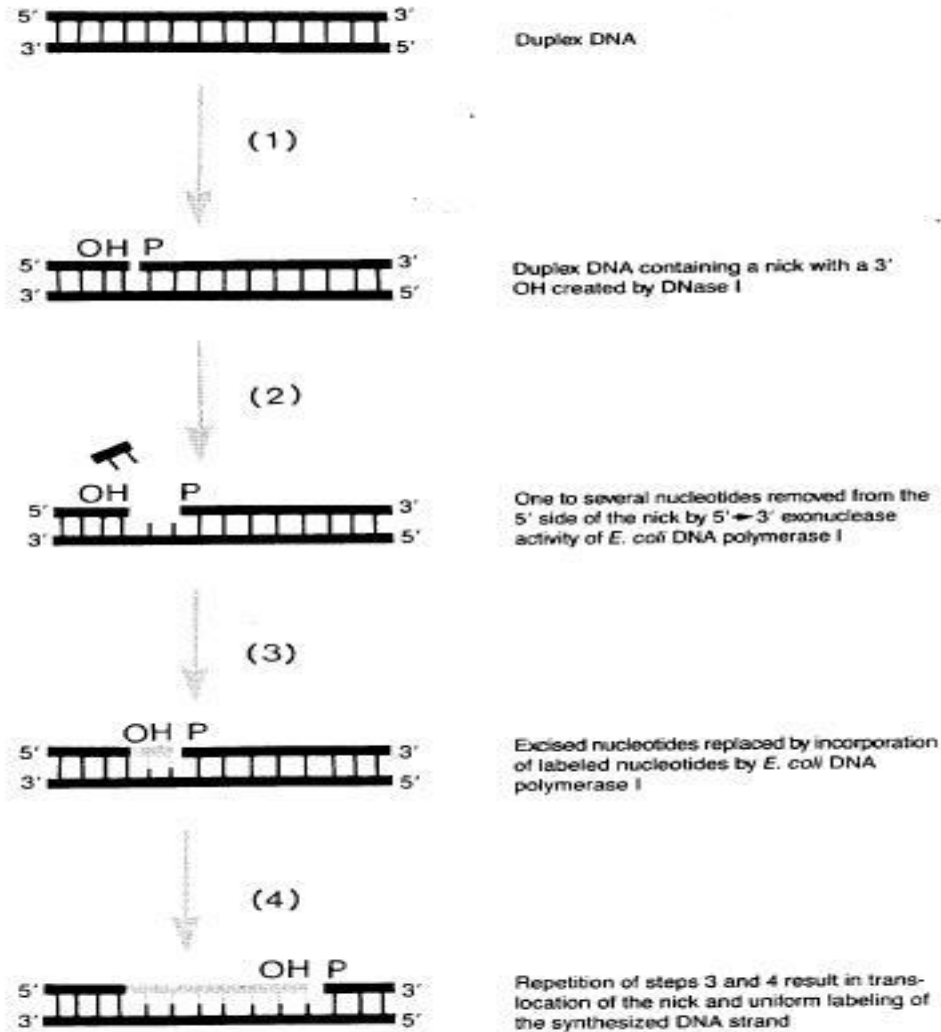 5′ 3′
3′ 5′
Duplex DNA
(1)
OH P
5′ 3′
3′ 5′
Duplex DNA containing a nick with a 3′
OH created by DNase I
(2)
OH P
5′ 3′
3′ 5′
One to several nucleotides removed from the
5′ side of the nick by 5′ ➛ 3′ exonuclease
activity of E. coli DNA polymerase I
(3)
OH P
5′ 3′
3′ 5′
Excised nucleotides replaced by incorporation
of labeled nucleotides by E. coli DNA
polymerase I
(4)
OH P
5′ 3′
3′ 5′
Repetition of steps 3 and 4 result in trans-
location of the nick and uniform labeling of
the synthesized DNA strand